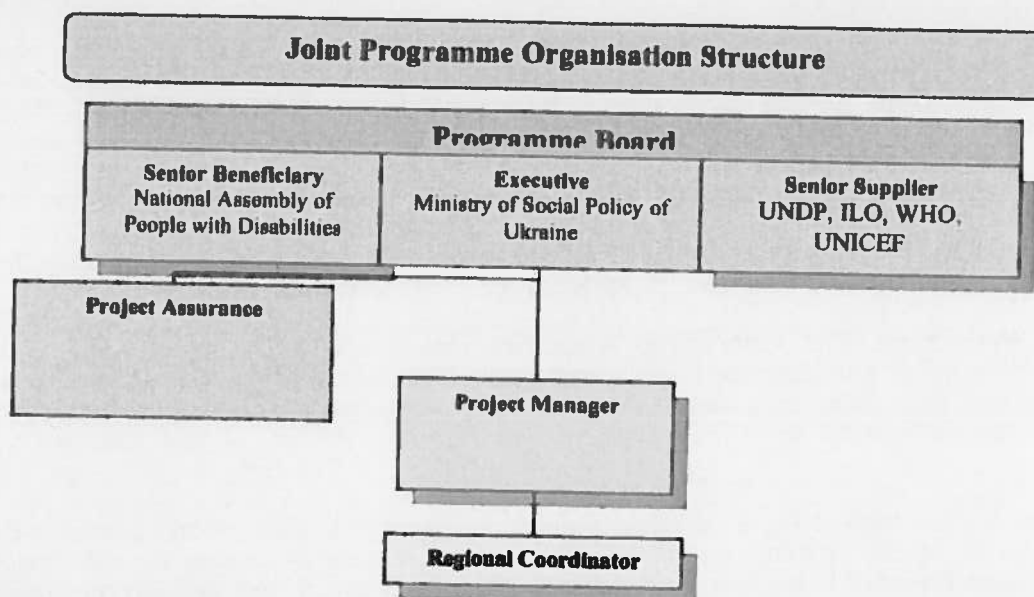 Joint Programme Organisation Structure
Programme Board
Senior Beneficiary
National Assembly of
People with Disabilities
Executive
Ministry of Social Policy of
Ukraine
Senior Supplier
UNDP, ILO, WHO,
UNICEF
Project Assurance
Project Manager
Regional Coordinator